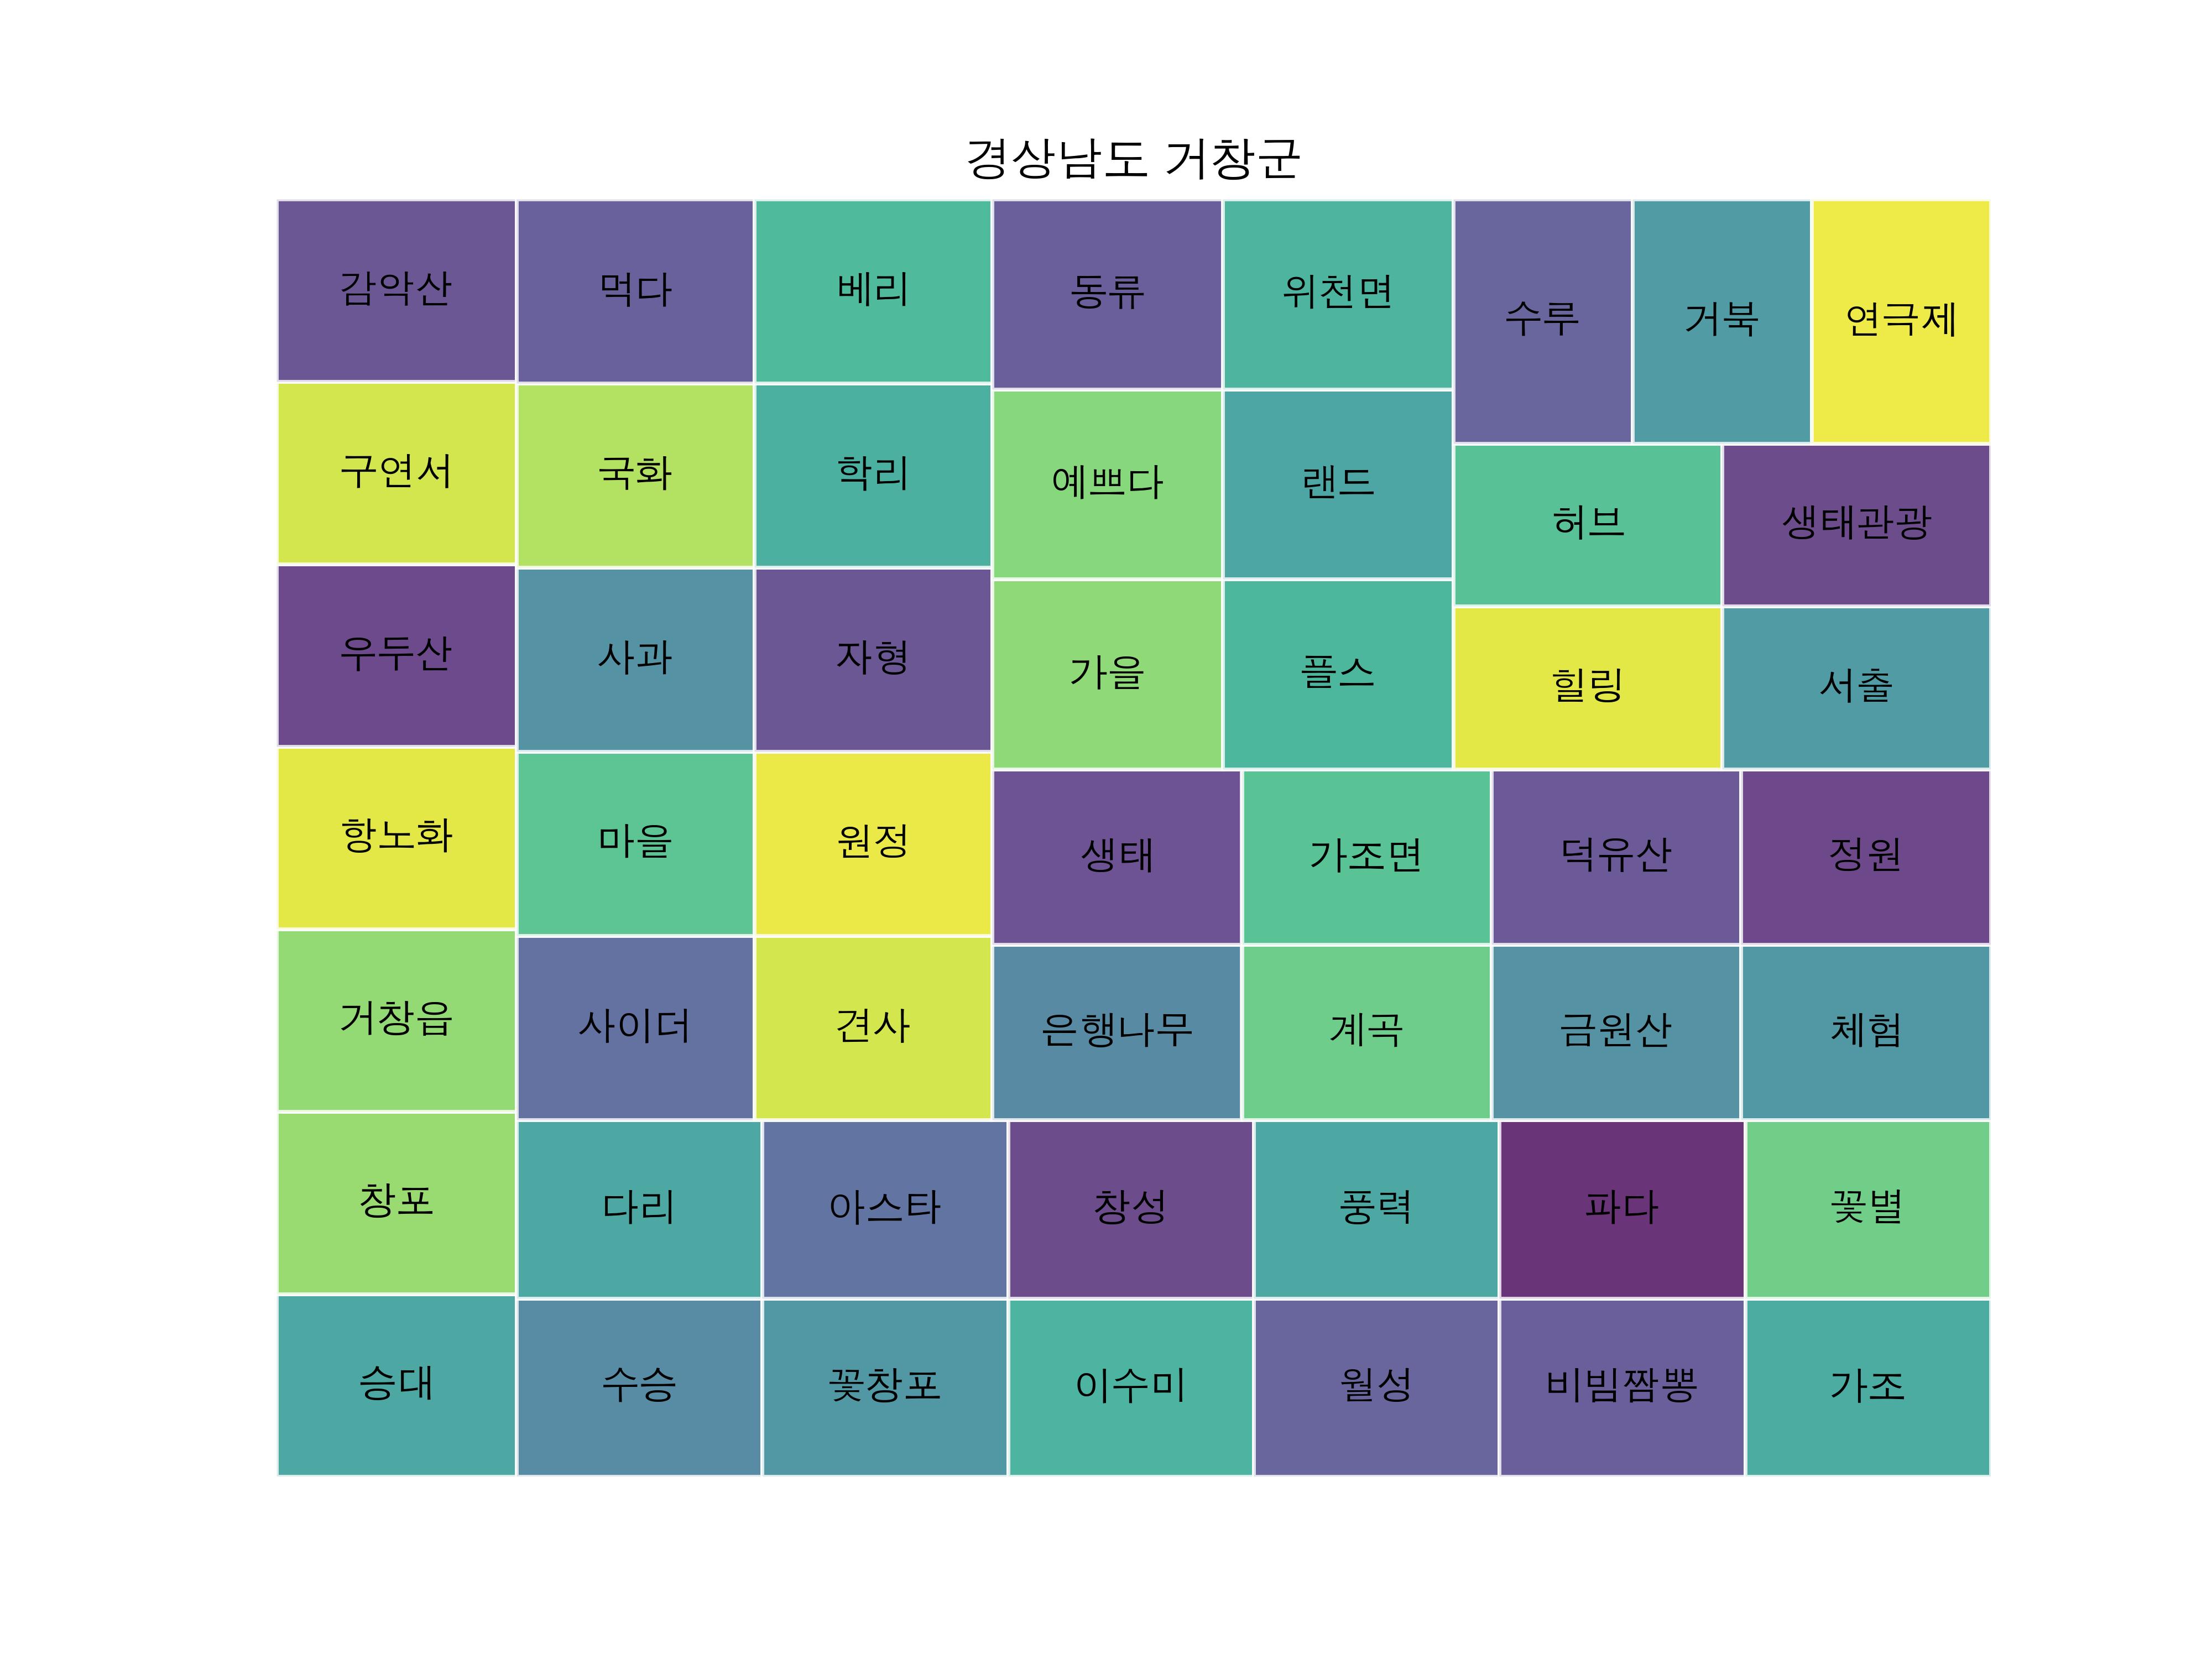 경상남도 거창군
감악산 먹다 베리 동류 위천면 수루 거북 연극제
구연서 국화 학리 예쁘다 랜드 허브 생태관광
우두산 사과 자형 가을 플스 힐링 서출
항노화 마을 원정 생태 가조면 덕유산 정원
거창읍 사이더 견사 은행나무 계곡 금원산 체험
창포 다리 아스타 창성 풍력 파다 꽃별
승대 수승 꽃창포 이수미 월성 비빔짬뽕 가조